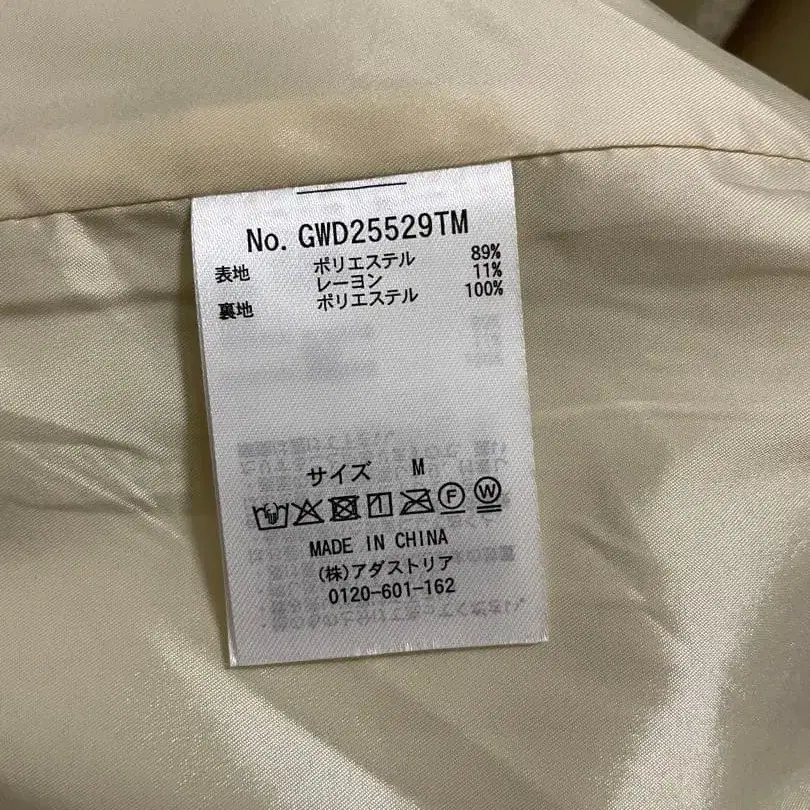 No. GWD25529TM
表地 ポリエステル 89%
レーヨン 11%
裏地 ポリエステル 100%
サイズ M
F W
MADE IN CHINA
(株)アダストリア
0120-601-162